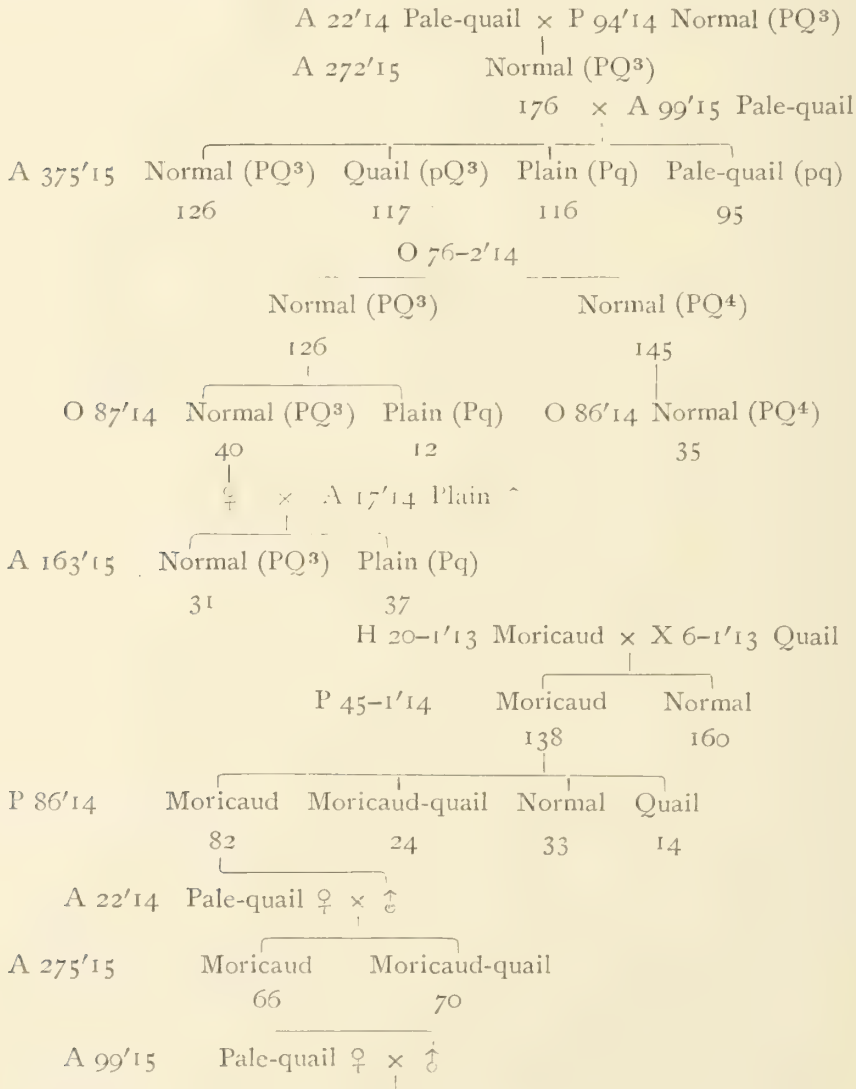 A 22'14 Pale-quail × P 94'14 Normal (PQ³)
A 272'15 Normal (PQ³)
176 × A 99'15 Pale-quail
A 375'15 Normal (PQ³) Quail (pQ³) Plain (Pq) Pale-quail (pq)
126 117 116 95
O 76–2'14
Normal (PQ³) Normal (PQ⁴)
126 145
O 87'14 Normal (PQ³) Plain (Pq) O 86'14 Normal (PQ⁴)
40 12 35
♀ × A 17'14 Plain
A 163'15 Normal (PQ³) Plain (Pq)
31 37
H 20–1'13 Moricaud × X 6–1'13 Quail
P 45–1'14 Moricaud Normal
138 160
P 86'14 Moricaud Moricaud-quail Normal Quail
82 24 33 14
A 22'14 Pale-quail ♀ × ♂
A 275'15 Moricaud Moricaud-quail
66 70
A 99'15 Pale-quail ♀ × ♂